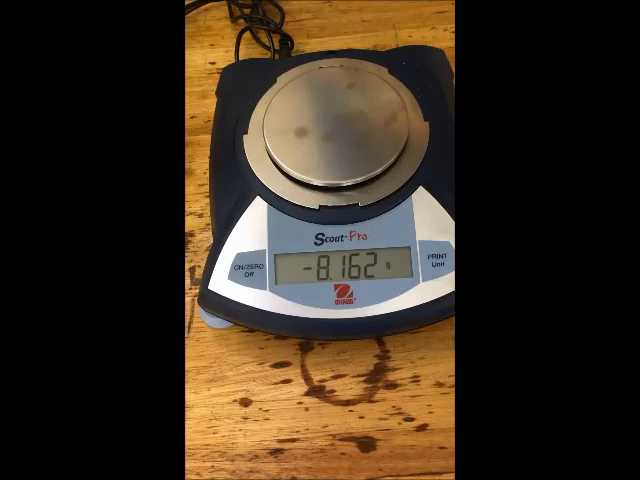 Scout-Pro
ON/ZERO
Off
-8.162 g
PRINT
Unit
OHAUS